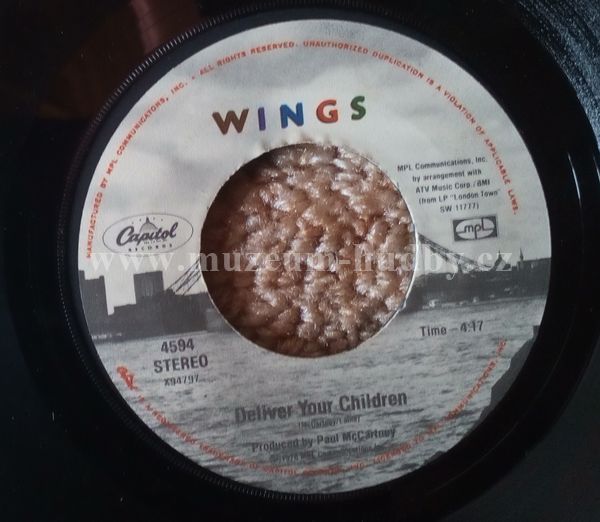 MANUFACTURED BY MPL COMMUNICATIONS, INC. · ALL RIGHTS RESERVED. UNAUTHORIZED DUPLICATION IS A VIOLATION OF APPLICABLE LAWS.
WINGS
MPL Communications, Inc.
by arrangement with
ATV Music Corp./BMI
(from LP "London Town"
SW 11777)
Capitol
RECORDS
mpl
www.muzeum-hudby.cz
Time – 4:17
4594
STEREO
X94797
Deliver Your Children
Produced by Paul McCartney